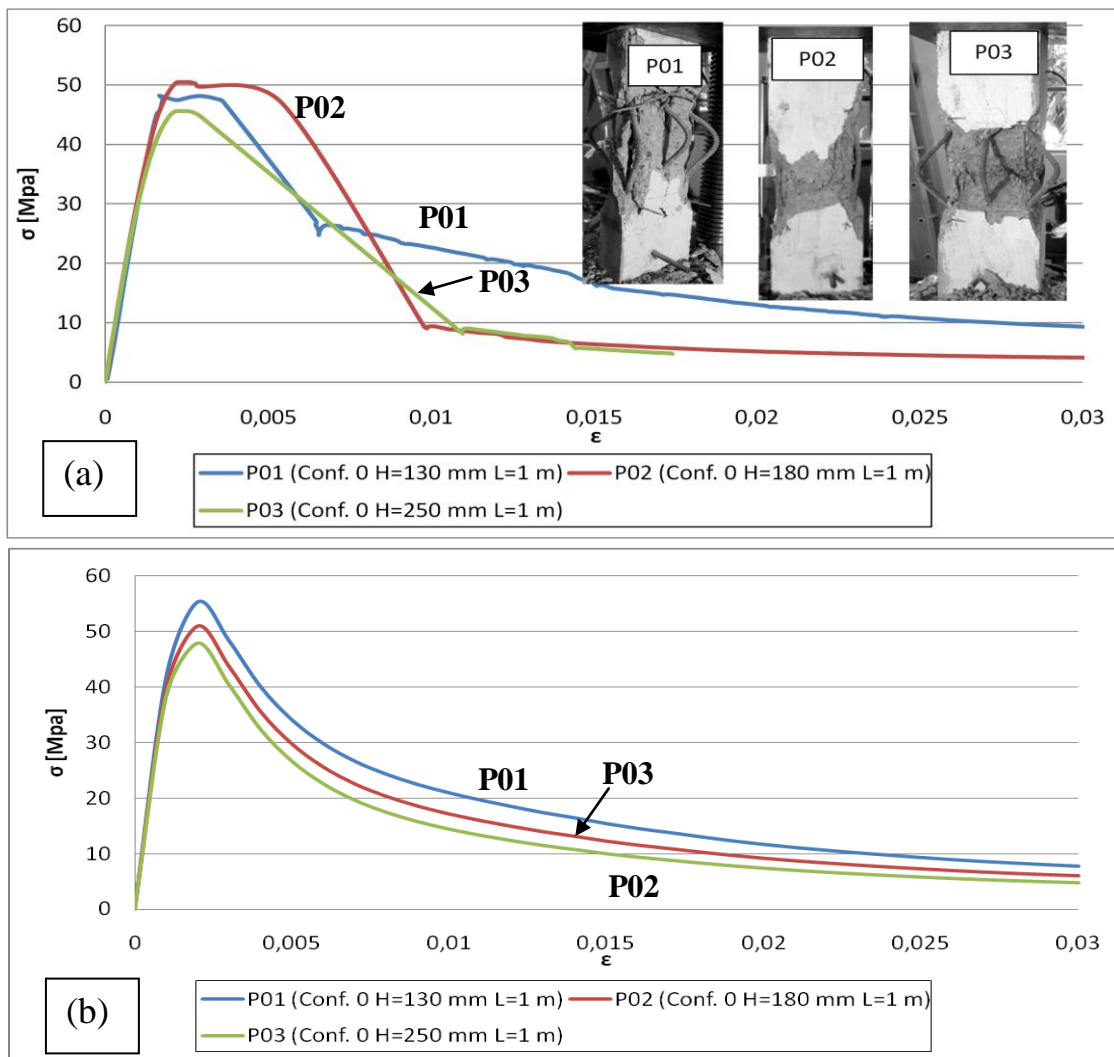 60
50
40
30
20
10
0
σ [Mpa]
P01
P02
P03
P02
P01
P03
0 0,005 0,01 0,015 0,02 0,025 0,03
ε
(a)
P01 (Conf. 0 H=130 mm L=1 m) P02 (Conf. 0 H=180 mm L=1 m)
P03 (Conf. 0 H=250 mm L=1 m)
60
50
40
30
20
10
0
σ [Mpa]
P01
P03
P02
0 0,005 0,01 0,015 0,02 0,025 0,03
ε
(b)
P01 (Conf. 0 H=130 mm L=1 m) P02 (Conf. 0 H=180 mm L=1 m)
P03 (Conf. 0 H=250 mm L=1 m)